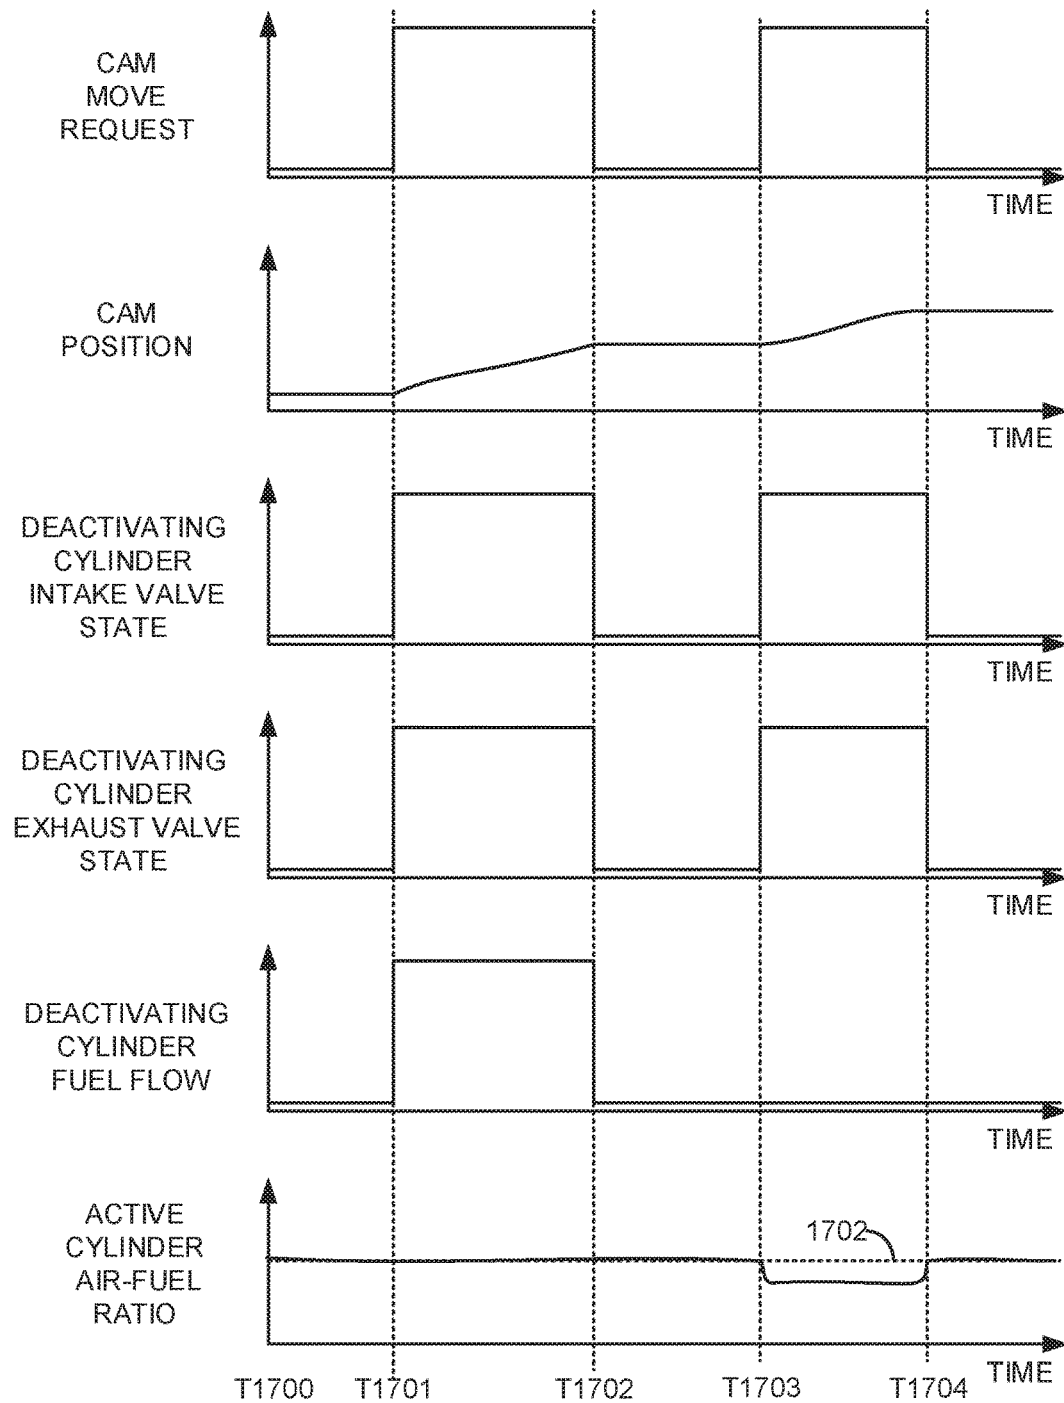 CAM
MOVE
REQUEST
TIME
CAM
POSITION
TIME
DEACTIVATING
CYLINDER
INTAKE VALVE
STATE
TIME
DEACTIVATING
CYLINDER
EXHAUST VALVE
STATE
TIME
DEACTIVATING
CYLINDER
FUEL FLOW
TIME
ACTIVE
CYLINDER
AIR-FUEL
RATIO
1702
TIME
T1700 T1701 T1702 T1703 T1704